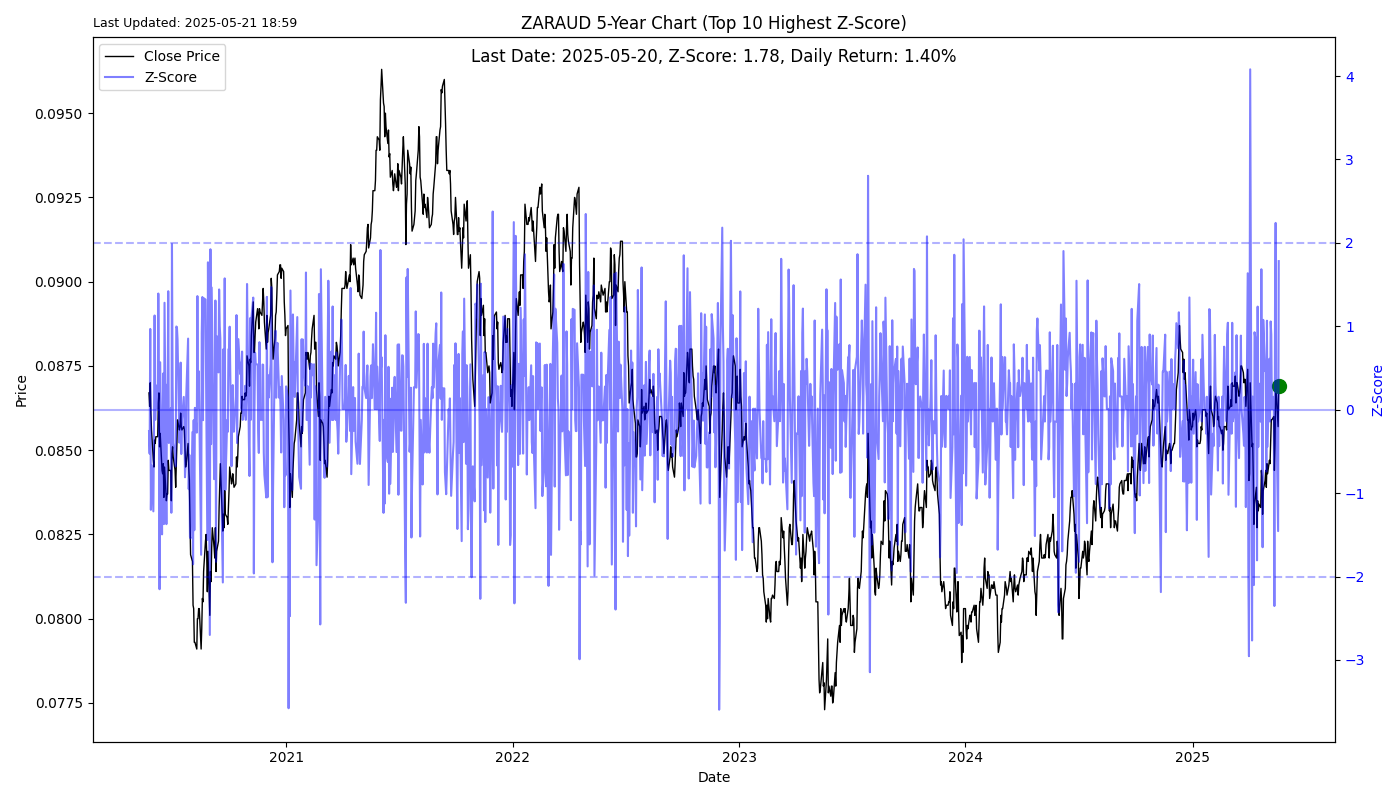 Last Updated: 2025-05-21 18:59
ZARAUD 5-Year Chart (Top 10 Highest Z-Score)
Last Date: 2025-05-20, Z-Score: 1.78, Daily Return: 1.40%
Close Price
Z-Score
0.0950
0.0925
0.0900
0.0875
0.0850
0.0825
0.0800
0.0775
Price
4
3
2
1
0
−1
−2
−3
Z-Score
2021
2022
2023
2024
2025
Date